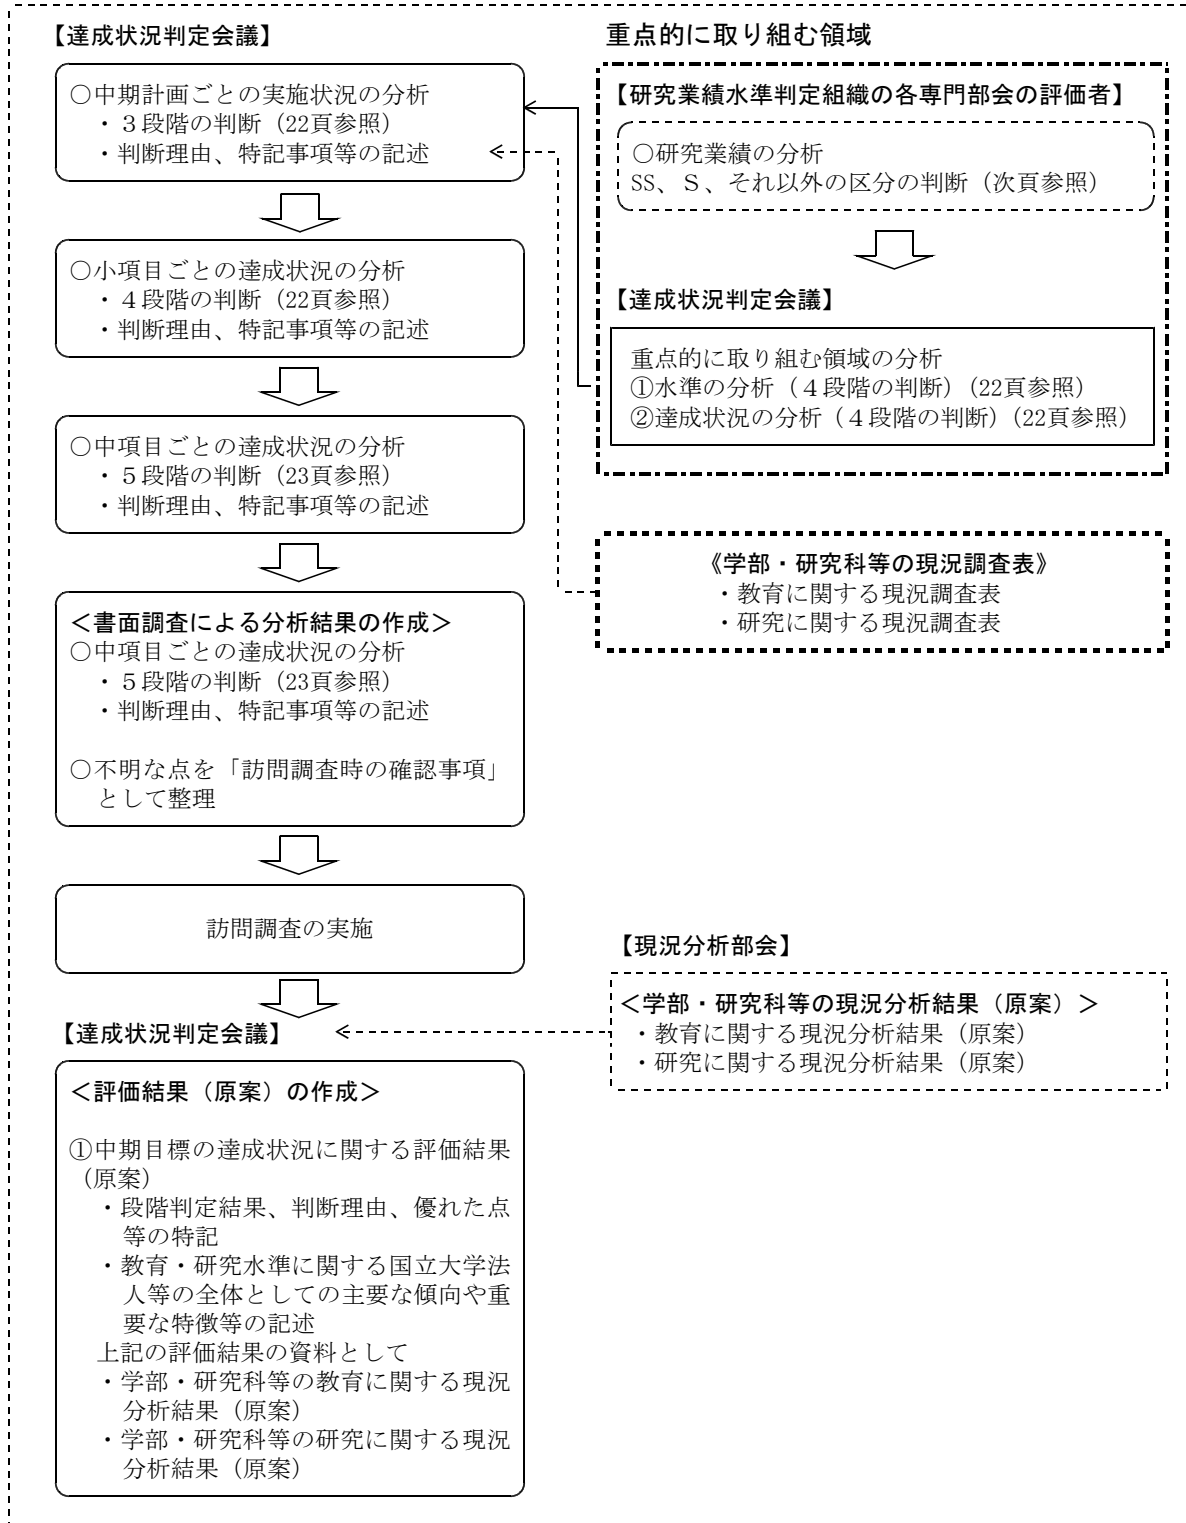 【達成状況判定会議】
○中期計画ごとの実施状況の分析
・３段階の判断（22頁参照）
・判断理由、特記事項等の記述
○小項目ごとの達成状況の分析
・４段階の判断（22頁参照）
・判断理由、特記事項等の記述
○中項目ごとの達成状況の分析
・５段階の判断（23頁参照）
・判断理由、特記事項等の記述
＜書面調査による分析結果の作成＞
○中項目ごとの達成状況の分析
・５段階の判断（23頁参照）
・判断理由、特記事項等の記述
○不明な点を「訪問調査時の確認事項」
として整理
訪問調査の実施
【達成状況判定会議】
＜評価結果（原案）の作成＞
①中期目標の達成状況に関する評価結果
（原案）
・段階判定結果、判断理由、優れた点
等の特記
・教育・研究水準に関する国立大学法
人等の全体としての主要な傾向や重
要な特徴等の記述
上記の評価結果の資料として
・学部・研究科等の教育に関する現況
分析結果（原案）
・学部・研究科等の研究に関する現況
分析結果（原案）
重点的に取り組む領域
【研究業績水準判定組織の各専門部会の評価者】
○研究業績の分析
SS、Ｓ、それ以外の区分の判断（次頁参照）
【達成状況判定会議】
重点的に取り組む領域の分析
①水準の分析（４段階の判断）（22頁参照）
②達成状況の分析（４段階の判断）（22頁参照）
《学部・研究科等の現況調査表》
・教育に関する現況調査表
・研究に関する現況調査表
【現況分析部会】
＜学部・研究科等の現況分析結果（原案）＞
・教育に関する現況分析結果（原案）
・研究に関する現況分析結果（原案）